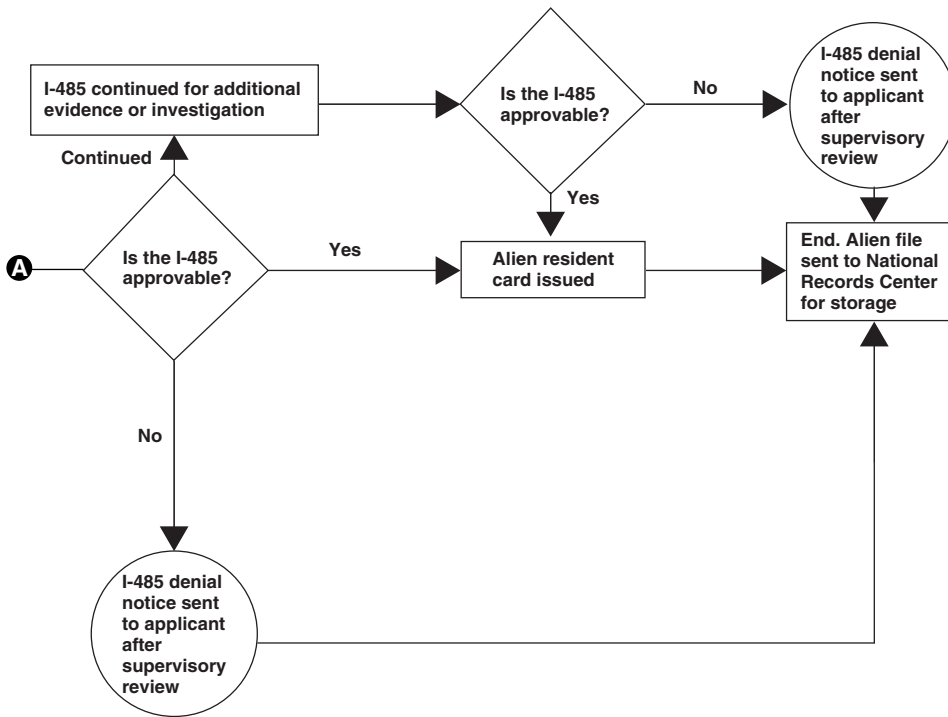 I-485 continued for additional
evidence or investigation
Is the I-485
approvable?
No
I-485 denial
notice sent
to applicant
after
supervisory
review
Continued
Yes
A
Is the I-485
approvable?
Yes
Alien resident
card issued
End. Alien file
sent to National
Records Center
for storage
No
I-485 denial
notice sent
to applicant
after
supervisory
review